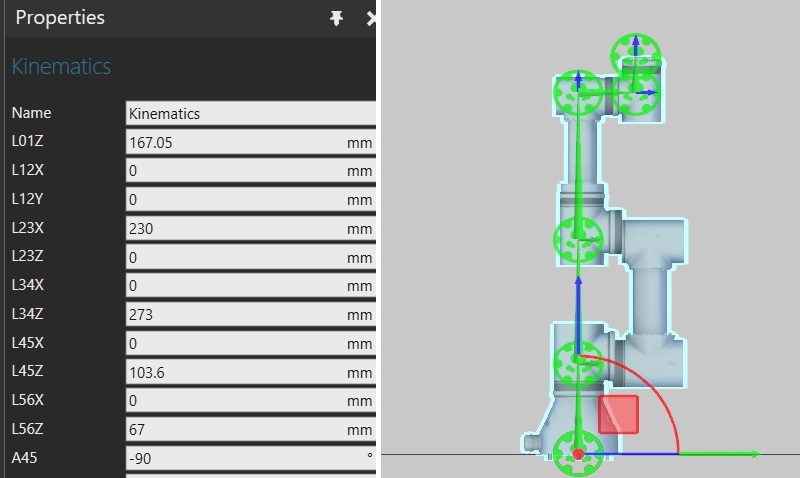 Properties
Kinematics
Name Kinematics
L01Z 167.05 mm
L12X 0 mm
L12Y 0 mm
L23X 230 mm
L23Z 0 mm
L34X 0 mm
L34Z 273 mm
L45X 0 mm
L45Z 103.6 mm
L56X 0 mm
L56Z 67 mm
A45 -90 °